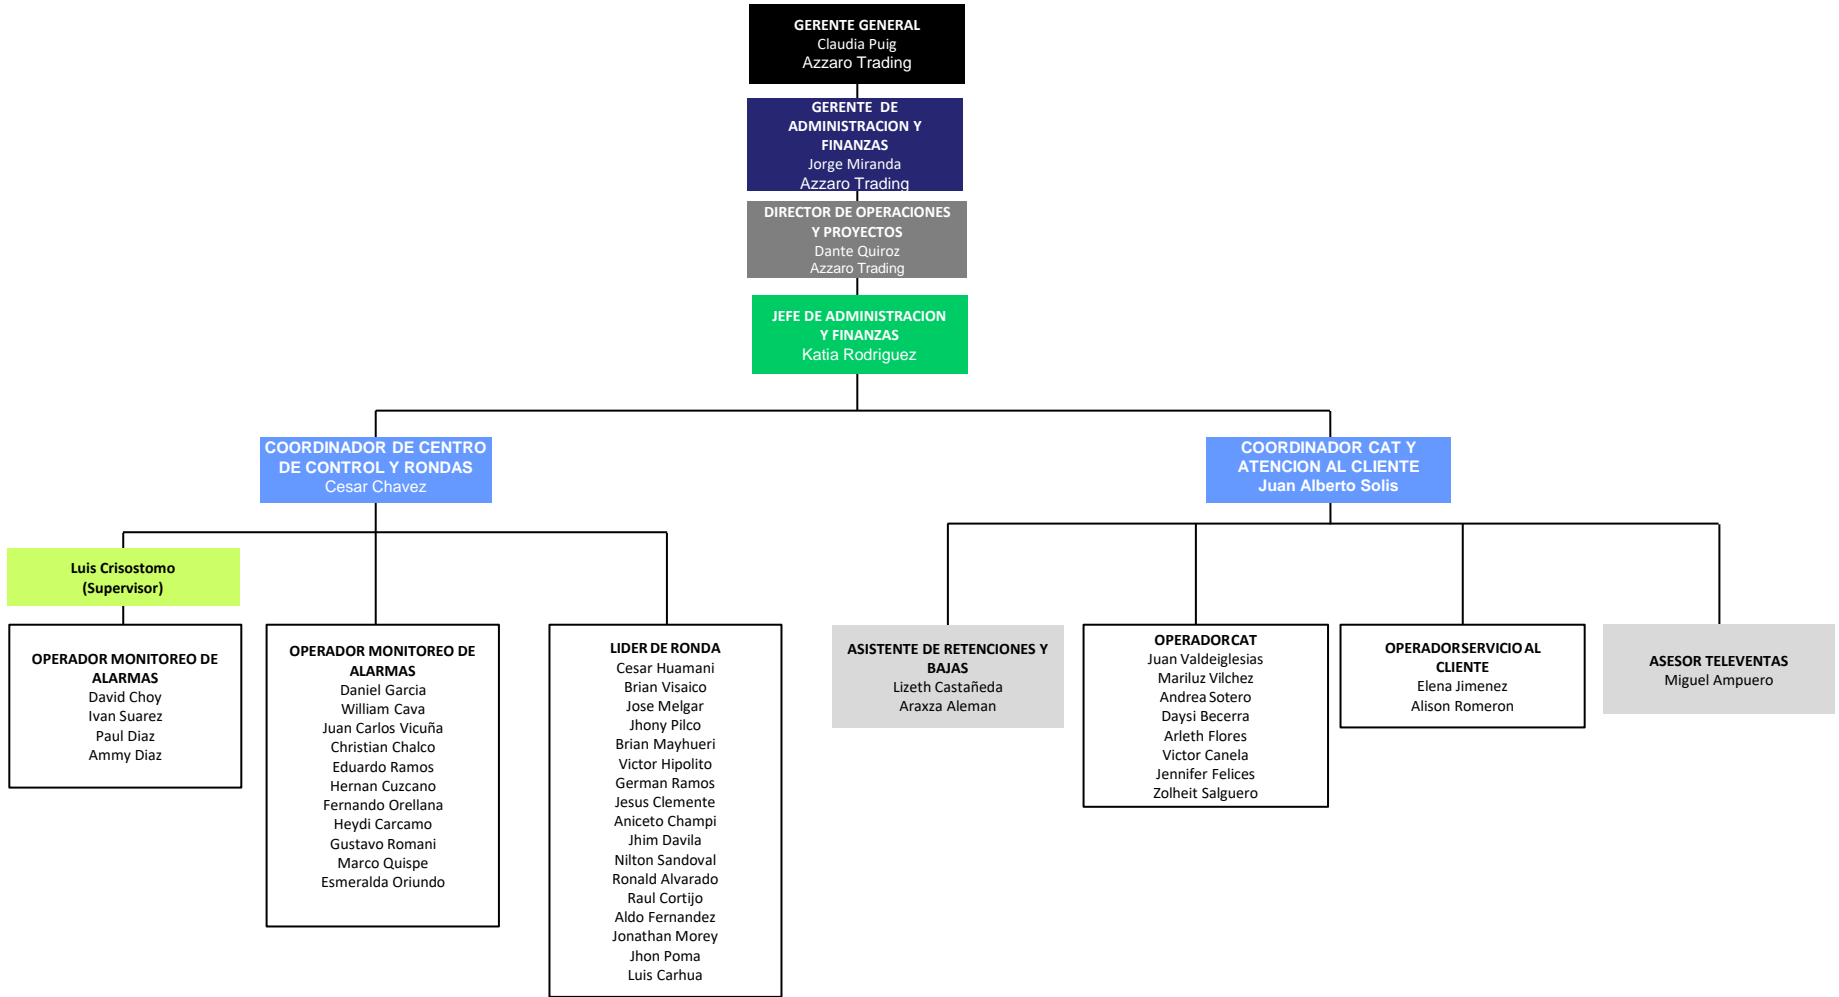 GERENTE GENERAL
Claudia Puig
Azzaro Trading
GERENTE DE
ADMINISTRACION Y
FINANZAS
Jorge Miranda
Azzaro Trading
DIRECTOR DE OPERACIONES
Y PROYECTOS
Dante Quiroz
Azzaro Trading
JEFE DE ADMINISTRACION
Y FINANZAS
Katia Rodriguez
COORDINADOR DE CENTRO
DE CONTROL Y RONDAS
Cesar Chavez
COORDINADOR CAT Y
ATENCION AL CLIENTE
Juan Alberto Solis
Luis Crisostomo
(Supervisor)
OPERADOR MONITOREO DE
ALARMAS
David Choy
Ivan Suarez
Paul Diaz
Ammy Diaz
OPERADOR MONITOREO DE
ALARMAS
Daniel Garcia
William Cava
Juan Carlos Vicuña
Christian Chalco
Eduardo Ramos
Hernan Cuzcano
Fernando Orellana
Heydi Carcamo
Gustavo Romani
Marco Quispe
Esmeralda Oriundo
LIDER DE RONDA
Cesar Huamani
Brian Visaico
Jose Melgar
Jhony Pilco
Brian Mayhueri
Victor Hipolito
German Ramos
Jesus Clemente
Aniceto Champi
Jhim Davila
Nilton Sandoval
Ronald Alvarado
Raul Cortijo
Aldo Fernandez
Jonathan Morey
Jhon Poma
Luis Carhua
ASISTENTE DE RETENCIONES Y
BAJAS
Lizeth Castañeda
Araxza Aleman
OPERADOR CAT
Juan Valdeiglesias
Mariluz Vilchez
Andrea Sotero
Daysi Becerra
Arleth Flores
Victor Canela
Jennifer Felices
Zolheit Salguero
OPERADOR SERVICIO AL
CLIENTE
Elena Jimenez
Alison Romeron
ASESOR TELEVENTAS
Miguel Ampuero